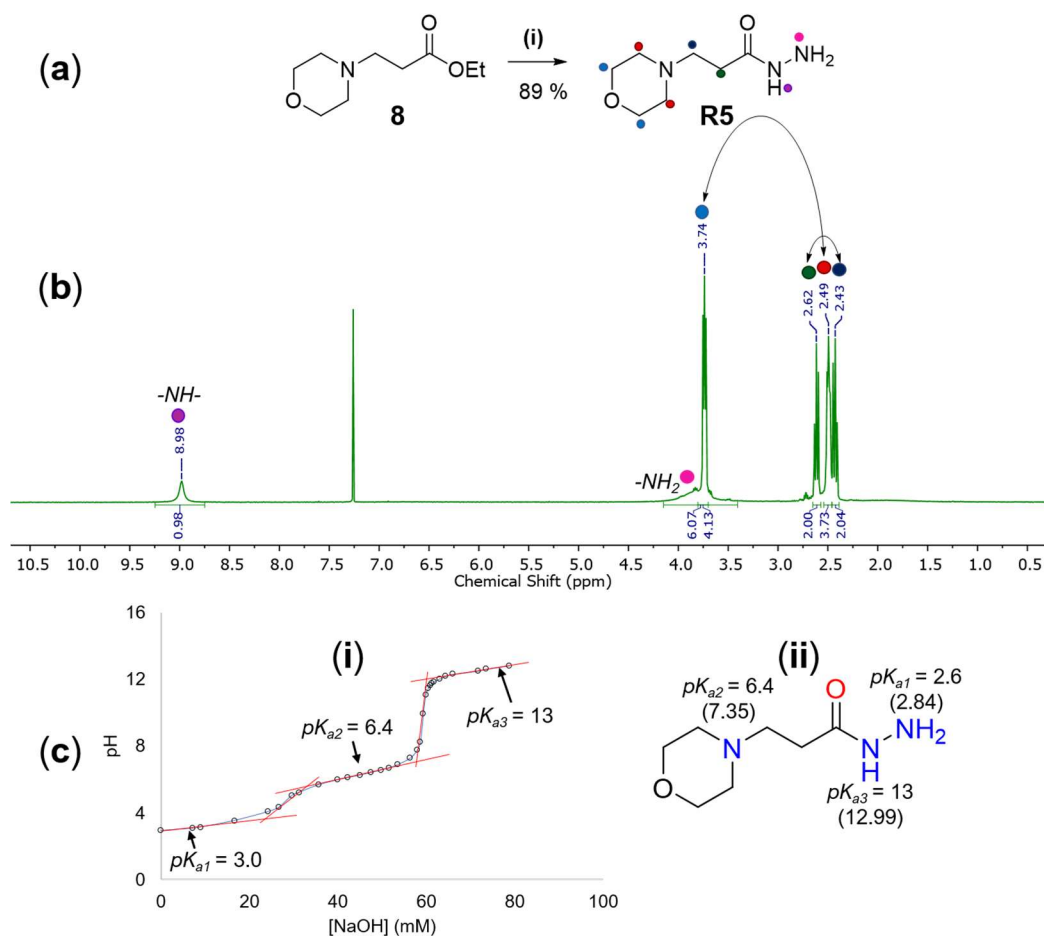 (a)
N
O
O
OEt
8
(i)
89 %
N
O
O
N
H
NH2
R5
(b)
-NH-
8.98
-NH2
3.74
2.62
2.49
2.43
0.98
6.07
4.13
2.00
3.73
2.04
10.5 10.0 9.5 9.0 8.5 8.0 7.5 7.0 6.5 6.0 5.5 5.0 4.5 4.0 3.5 3.0 2.5 2.0 1.5 1.0 0.5
Chemical Shift (ppm)
(c)
(i)
16
12
8
4
0
pH
pKa1 = 3.0
pKa2 = 6.4
pKa3 = 13
0 20 40 60 80 100
[NaOH] (mM)
(ii)
pKa2 = 6.4
(7.35)
pKa1 = 2.6
(2.84)
N
O
O
N
H
NH2
pKa3 = 13
(12.99)